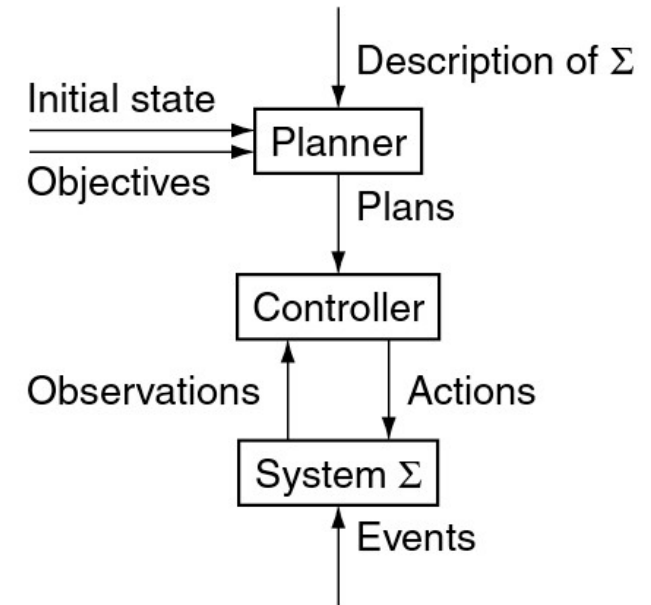 Description of Σ
Initial state
Planner
Objectives
Plans
Controller
Observations
Actions
System Σ
Events